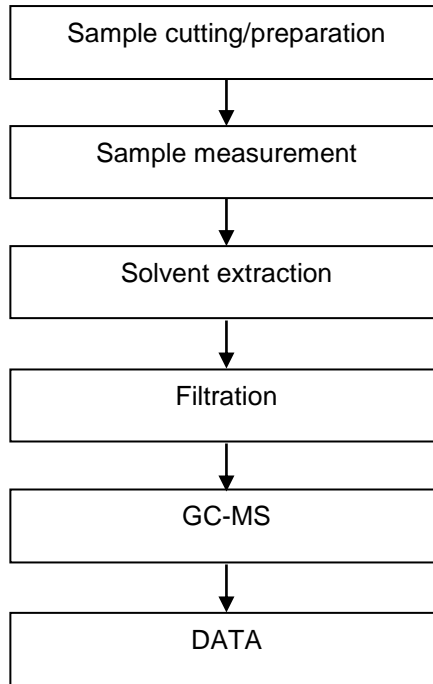 Sample cutting/preparation
Sample measurement
Solvent extraction
Filtration
GC-MS
DATA